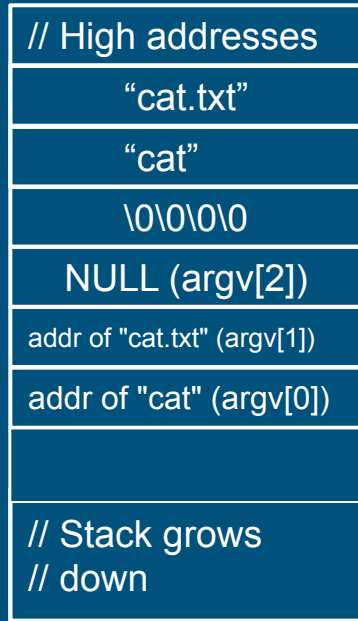 // High addresses
“cat.txt”
“cat”
\0\0\0\0
NULL (argv[2])
addr of "cat.txt" (argv[1])
addr of "cat" (argv[0])
// Stack grows
// down